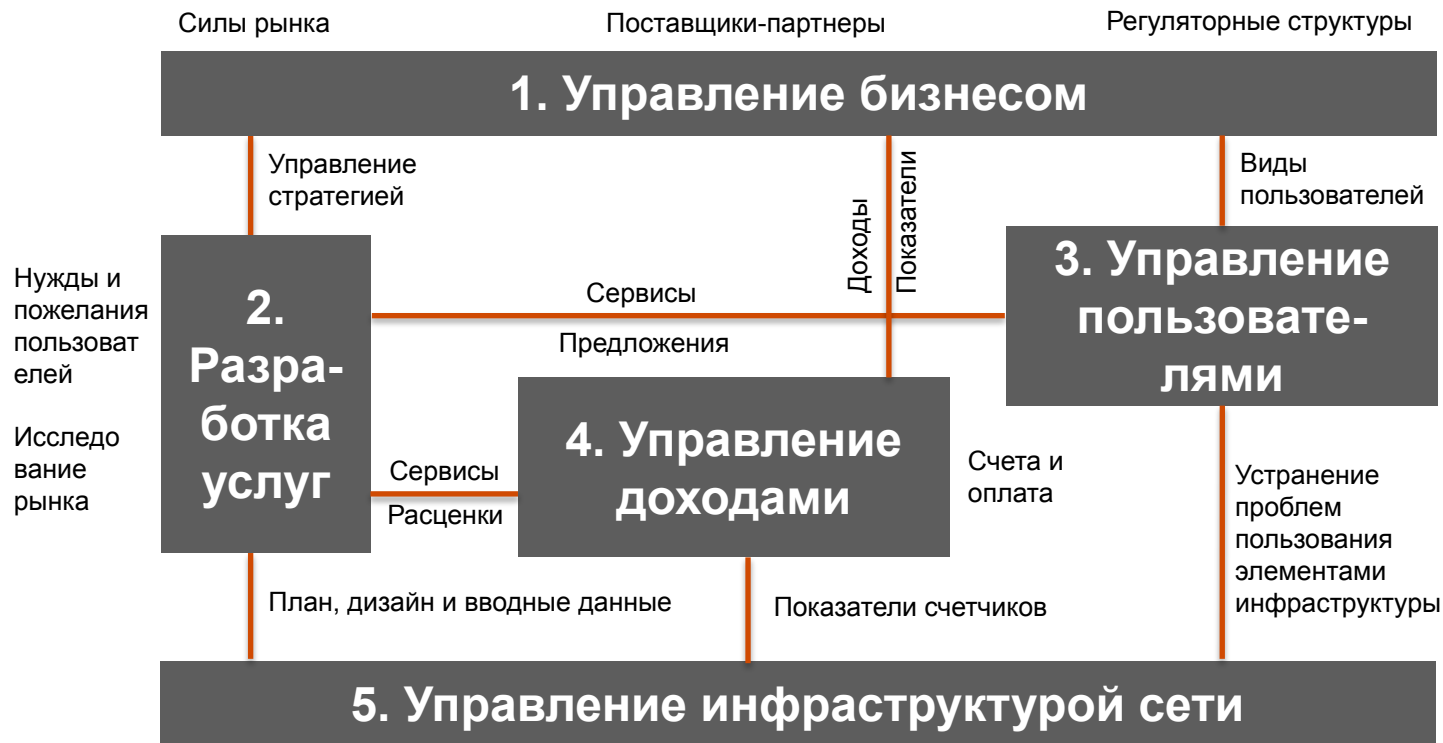 Силы рынка
Поставщики-партнеры
Регуляторные структуры
1. Управление бизнесом
Управление
стратегией
Доходы
Показатели
Виды
пользователей
Нужды и
пожелания
пользоват
елей
Исследо
вание
рынка
2.
Разра-
ботка
услуг
Сервисы
Предложения
3. Управление
пользовате-
лями
Сервисы
Расценки
4. Управление
доходами
Счета и
оплата
Устранение
проблем
пользования
элементами
инфраструктуры
План, дизайн и вводные данные
Показатели счетчиков
5. Управление инфраструктурой сети